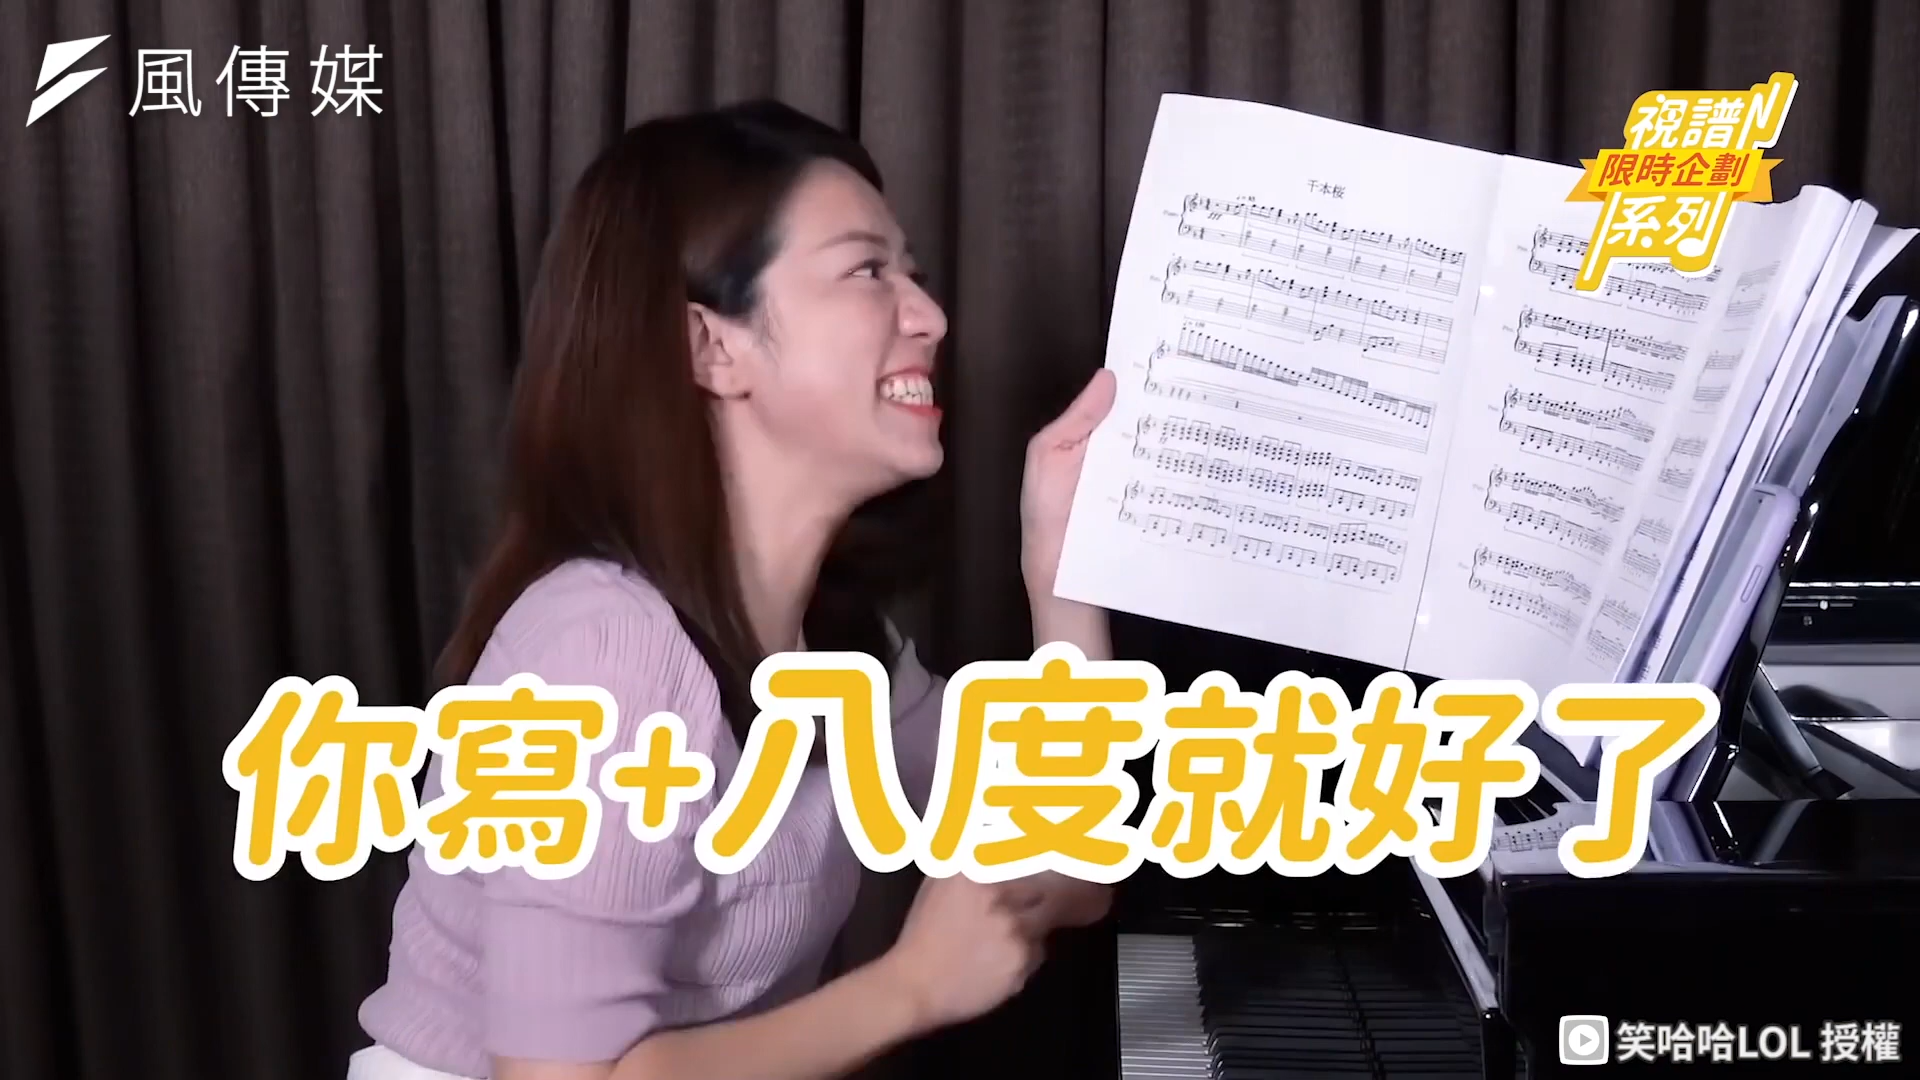 風傳媒
視譜
限時企劃
系列
千本桜
你寫+八度就好了
笑哈哈LOL 授權